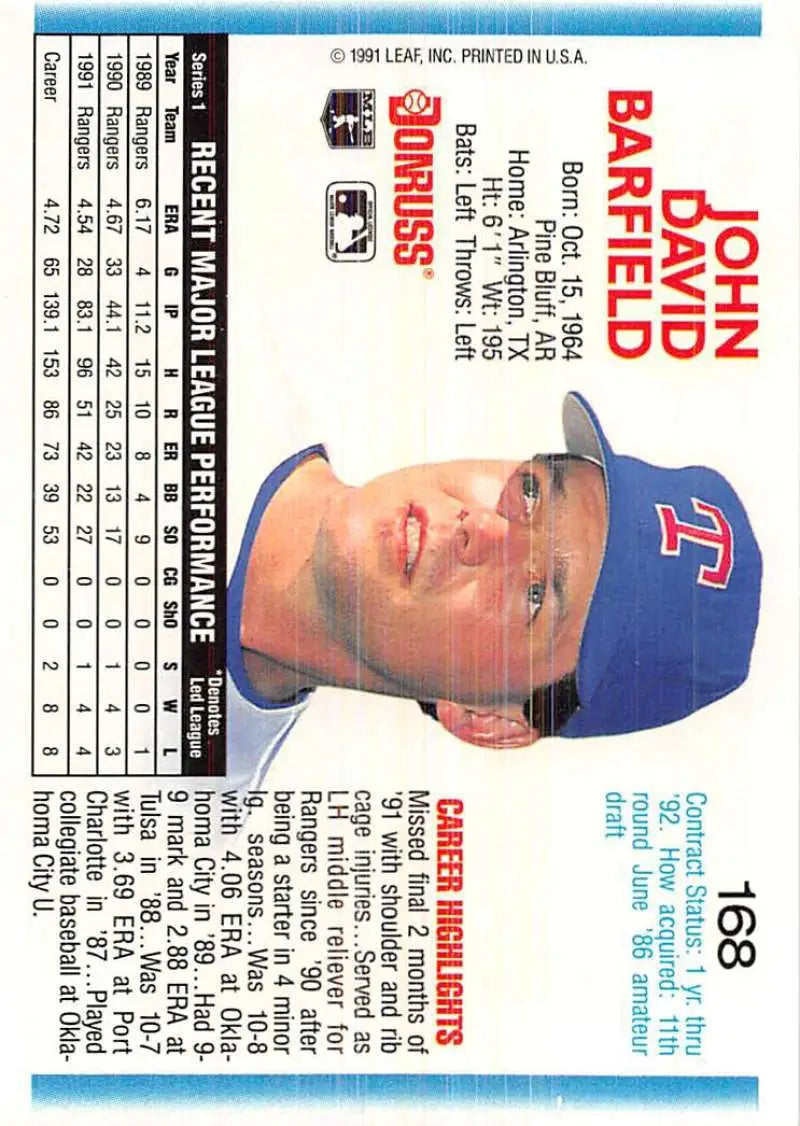 JOHN
DAVID
BARFIELD
Born: Oct. 15, 1964
Pine Bluff, AR
Home: Arlington, TX
Ht: 6'1" Wt: 195
Bats: Left Throws: Left
DONRUSS®
MLB
© 1991 LEAF, INC. PRINTED IN U.S.A.
T
168
Contract Status: 1 yr. thru
'92. How acquired: 11th
round June '86 amateur
draft
CAREER HIGHLIGHTS
Missed final 2 months of
'91 with shoulder and rib
cage injuries...Served as
LH middle reliever for
Rangers since '90 after
being a starter in 4 minor
lg. seasons...Was 10-8
with 4.06 ERA at Okla-
homa City in '89...Had 9-
9 mark and 2.88 ERA at
Tulsa in '88...Was 10-7
with 3.69 ERA at Port
Charlotte in '87...Played
collegiate baseball at Okla-
homa City U.
Series 1 RECENT MAJOR LEAGUE PERFORMANCE *Denotes
Led League
Year Team ERA G IP H R ER BB SO CG ShO S W L
1989 Rangers 6.17 4 11.2 15 10 8 4 9 0 0 0 0 1
1990 Rangers 4.67 33 44.1 42 25 23 13 17 0 0 1 4 3
1991 Rangers 4.54 28 83.1 96 51 42 22 27 0 0 1 4 4
Career 4.72 65 139.1 153 86 73 39 53 0 0 2 8 8